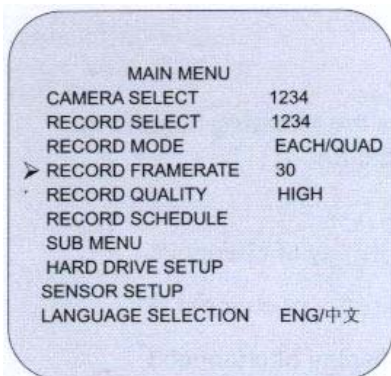 MAIN MENU
CAMERA SELECT 1234
RECORD SELECT 1234
RECORD MODE EACH/QUAD
➢ RECORD FRAMERATE 30
RECORD QUALITY HIGH
RECORD SCHEDULE
SUB MENU
HARD DRIVE SETUP
SENSOR SETUP
LANGUAGE SELECTION ENG/中文